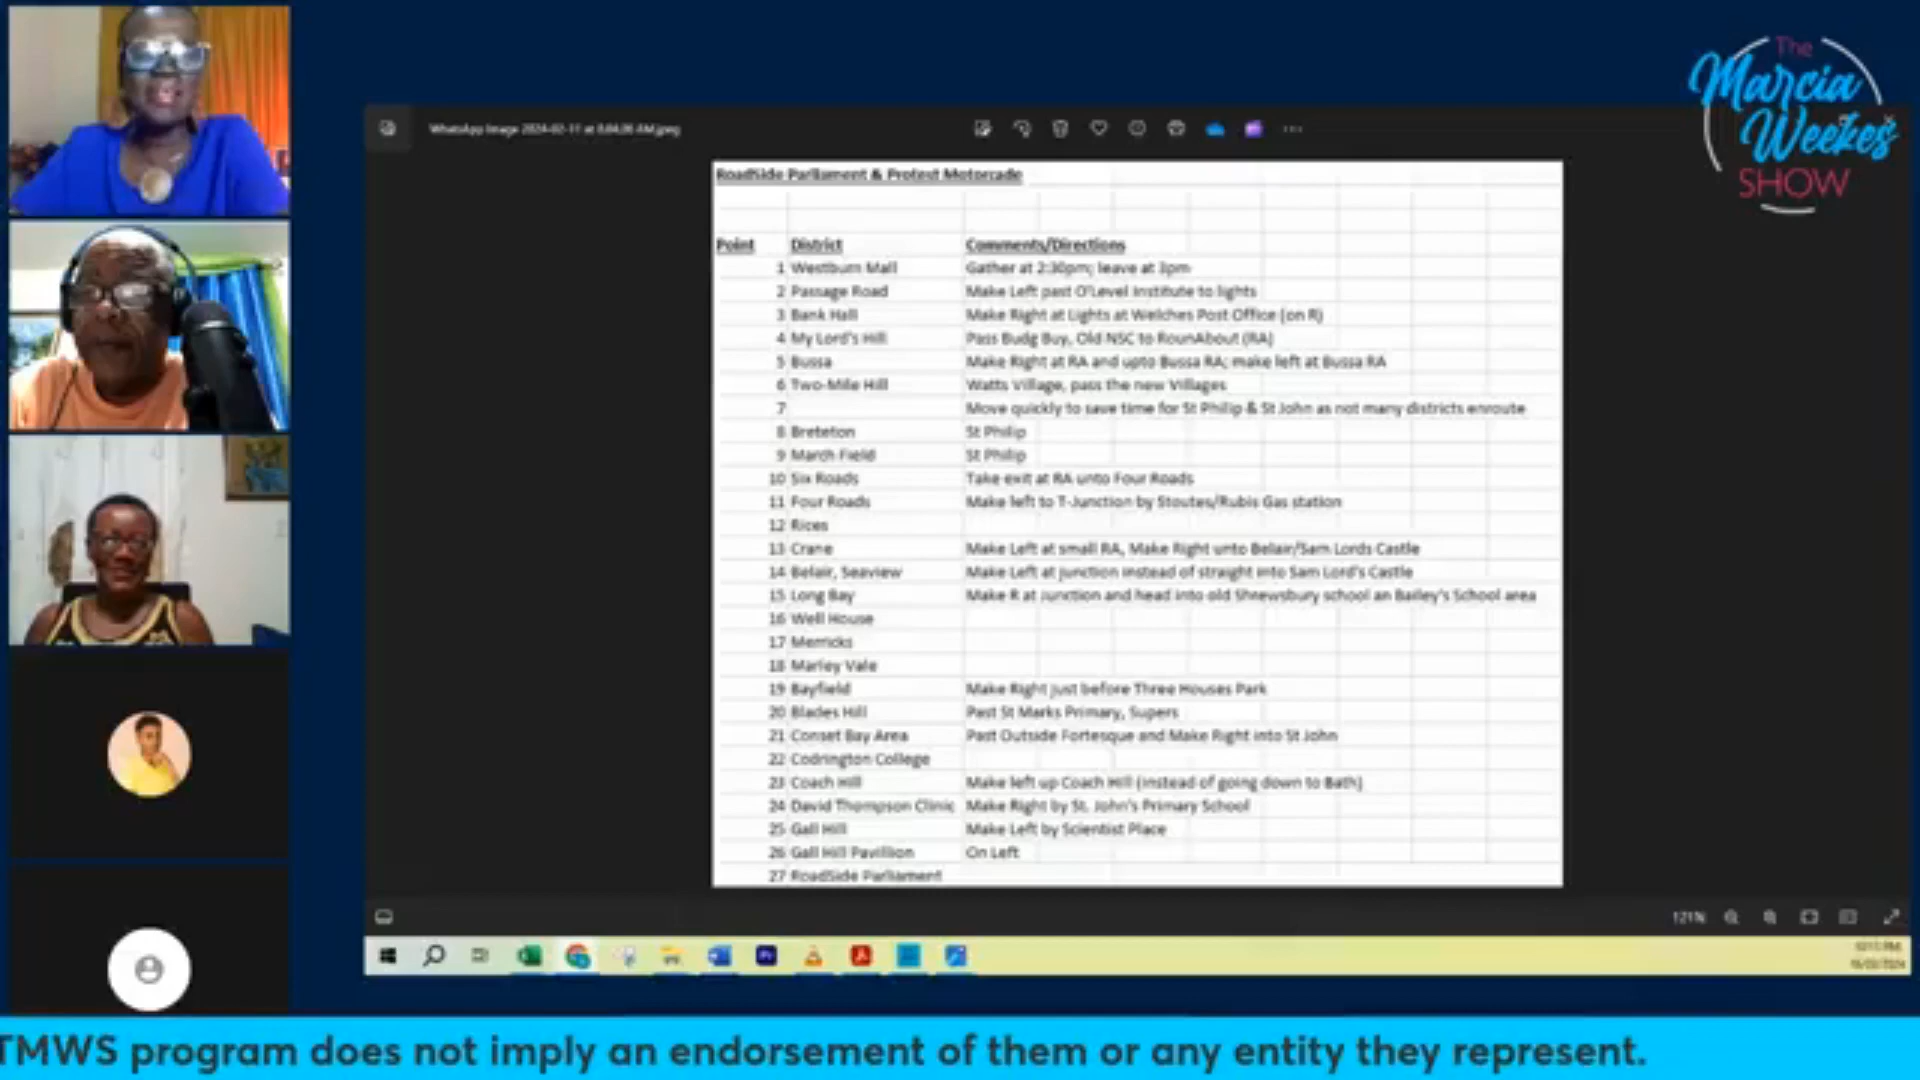 The
Marcia
Weekes
SHOW
WhatsApp Image 2024-02-17 at 8.04.06 AM.jpeg
RoadSide Parliament & Protest Motorcade
Point District Comments/Directions
1 Westburn Mall Gather at 2:30pm; leave at 3pm
2 Passage Road Make Left past O'Level Institute to lights
3 Bank Hall Make Right at Lights at Welches Post Office (on R)
4 My Lord's Hill Pass Budg Buy, Old NSC to RounAbout (RA)
5 Bussa Make Right at RA and upto Bussa RA; make left at Bussa RA
6 Two-Mile Hill Watts Village, pass the new Villages
7 Move quickly to save time for St Philip & St John as not many districts enroute
8 Breteton St Philip
9 March Field St Philip
10 Six Roads Take exit at RA unto Four Roads
11 Four Roads Make left to T-Junction by Stoutes/Rubis Gas station
12 Rices
13 Crane Make Left at small RA, Make Right unto Belair/Sam Lords Castle
14 Belair, Seaview Make Left at junction instead of straight into Sam Lord's Castle
15 Long Bay Make R at Junction and head into old Shrewsbury school an Bailey's School area
16 Well House
17 Merricks
18 Marley Vale
19 Bayfield Make Right just before Three Houses Park
20 Blades Hill Past St Marks Primary, Supers
21 Conset Bay Area Past Outside Fortesque and Make Right into St John
22 Codrington College
23 Coach Hill Make left up Coach Hill (instead of going down to Bath)
24 David Thompson Clinic Make Right by St. John's Primary School
25 Gall Hill Make Left by Scientist Place
26 Gall Hill Pavillion On Left
27 RoadSide Parliament
121%
TMWS program does not imply an endorsement of them or any entity they represent.